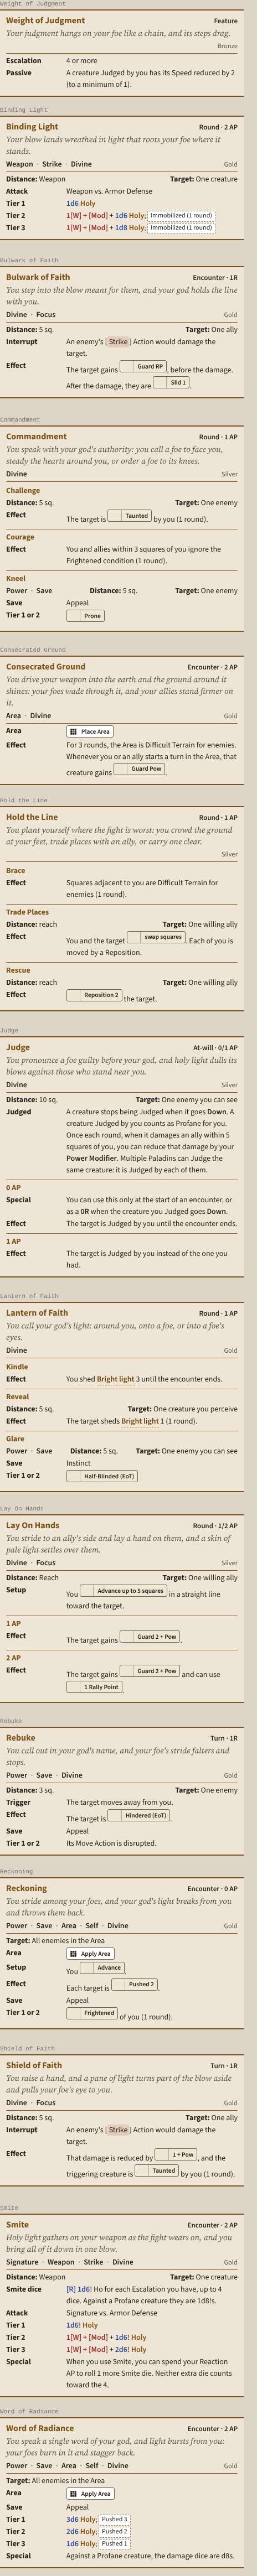 Weight of Judgment
Weight of Judgment Feature
Your judgment hangs on your foe like a chain, and its steps drag.
Bronze
Escalation 4 or more
Passive A creature Judged by you has its Speed reduced by 2
(to a minimum of 1).
Binding Light
Binding Light Round · 2 AP
Your blow lands wreathed in light that roots your foe where it
stands.
Weapon · Strike · Divine Gold
Distance: Weapon Target: One creature
Attack Weapon vs. Armor Defense
Tier 1 1d6 Holy
Tier 2 1[W] + [Mod] + 1d6 Holy; Immobilized (1 round)
Tier 3 1[W] + [Mod] + 1d8 Holy; Immobilized (1 round)
Bulwark of Faith
Bulwark of Faith Encounter · 1R
You step into the blow meant for them, and your god holds the line
with you.
Divine · Focus Gold
Distance: 5 sq. Target: One ally
Interrupt An enemy's [Strike] Action would damage the
target.
Effect The target gains Guard RP, before the damage.
After the damage, they are Slid 1.
Commandment
Commandment Round · 1 AP
You speak with your god's authority: you call a foe to face you,
steady the hearts around you, or order a foe to its knees.
Divine Silver
Challenge
Distance: 5 sq. Target: One enemy
Effect The target is Taunted by you (1 round).
Courage
Effect You and allies within 3 squares of you ignore the
Frightened condition (1 round).
Kneel
Power · Save Distance: 5 sq. Target: One enemy
Save Appeal
Tier 1 or 2 Prone
Consecrated Ground
Consecrated Ground Encounter · 2 AP
You drive your weapon into the earth and the ground around it
shines: your foes wade through it, and your allies stand firmer on
it.
Area · Divine Gold
Area Place Area
Effect For 3 rounds, the Area is Difficult Terrain for enemies.
Whenever you or an ally starts a turn in the Area, that
creature gains Guard Pow.
Hold the Line
Hold the Line Round · 1 AP
You plant yourself where the fight is worst: you crowd the ground
at your feet, trade places with an ally, or carry one clear.
Silver
Brace
Effect Squares adjacent to you are Difficult Terrain for
enemies (1 round).
Trade Places
Distance: reach Target: One willing ally
Effect You and the target swap squares. Each of you is
moved by a Reposition.
Rescue
Distance: reach Target: One willing ally
Effect Reposition 2 the target.
Judge
Judge At-will · 0/1 AP
You pronounce a foe guilty before your god, and holy light dulls its
blows against those who stand near you.
Divine Silver
Distance: 10 sq. Target: One enemy you can see
Judged A creature stops being Judged when it goes Down. A
creature Judged by you counts as Profane for you.
Once each round, when it damages an ally within 5
squares of you, you can reduce that damage by your
Power Modifier. Multiple Paladins can Judge the
same creature: it is Judged by each of them.
0 AP
Special You can use this only at the start of an encounter, or
as a 0R when the creature you Judged goes Down.
Effect The target is Judged by you until the encounter ends.
1 AP
Effect The target is Judged by you instead of the one you
had.
Lantern of Faith
Lantern of Faith Round · 1 AP
You call your god's light: around you, onto a foe, or into a foe's
eyes.
Divine Gold
Kindle
Effect You shed Bright light 3 until the encounter ends.
Reveal
Distance: 5 sq. Target: One creature you perceive
Effect The target sheds Bright light 1 (1 round).
Glare
Power · Save Distance: 5 sq. Target: One enemy you can see
Save Instinct
Tier 1 or 2 Half-Blinded (EoT)
Lay On Hands
Lay On Hands Round · 1/2 AP
You stride to an ally's side and lay a hand on them, and a skin of
pale light settles over them.
Divine · Focus Silver
Distance: Reach Target: One willing ally
Setup You Advance up to 5 squares in a straight line
toward the target.
1 AP
Effect The target gains Guard 2 + Pow.
2 AP
Effect The target gains Guard 2 + Pow and can use
1 Rally Point.
Rebuke
Rebuke Turn · 1R
You call out in your god's name, and your foe's stride falters and
stops.
Power · Save · Divine Gold
Distance: 3 sq. Target: One enemy
Trigger The target moves away from you.
Effect The target is Hindered (EoT).
Save Appeal
Tier 1 or 2 Its Move Action is disrupted.
Reckoning
Reckoning Encounter · 0 AP
You stride among your foes, and your god's light breaks from you
and throws them back.
Power · Save · Area · Self · Divine Gold
Target: All enemies in the Area
Area Apply Area
Setup You Advance.
Effect Each target is Pushed 2.
Save Appeal
Tier 1 or 2 Frightened of you (1 round).
Shield of Faith
Shield of Faith Turn · 1R
You raise a hand, and a pane of light turns part of the blow aside
and pulls your foe's eye to you.
Divine · Focus Gold
Distance: 5 sq. Target: One ally
Interrupt An enemy's [Strike] Action would damage the
target.
Effect That damage is reduced by 1 + Pow, and the
triggering creature is Taunted by you (1 round).
Smite
Smite Encounter · 2 AP
Holy light gathers on your weapon as the fight wears on, and you
bring all of it down in one blow.
Signature · Weapon · Strike · Divine Gold
Distance: Weapon Target: One creature
Smite dice [R] 1d6! Ho for each Escalation you have, up to 4
dice. Against a Profane creature they are 1d8!s.
Attack Signature vs. Armor Defense
Tier 1 1d6! Holy
Tier 2 1[W] + [Mod] + 1d6! Holy
Tier 3 1[W] + [Mod] + 2d6! Holy
Special When you use Smite, you can spend your Reaction
AP to roll 1 more Smite die. Neither extra die counts
toward the 4.
Word of Radiance
Word of Radiance Encounter · 2 AP
You speak a single word of your god, and light bursts from you:
your foes burn in it and stagger back.
Power · Save · Area · Self · Divine Gold
Target: All enemies in the Area
Area Apply Area
Save Appeal
Tier 1 3d6 Holy; Pushed 3
Tier 2 2d6 Holy; Pushed 2
Tier 3 1d6 Holy; Pushed 1
Special Against a Profane creature, the damage dice are d8s.